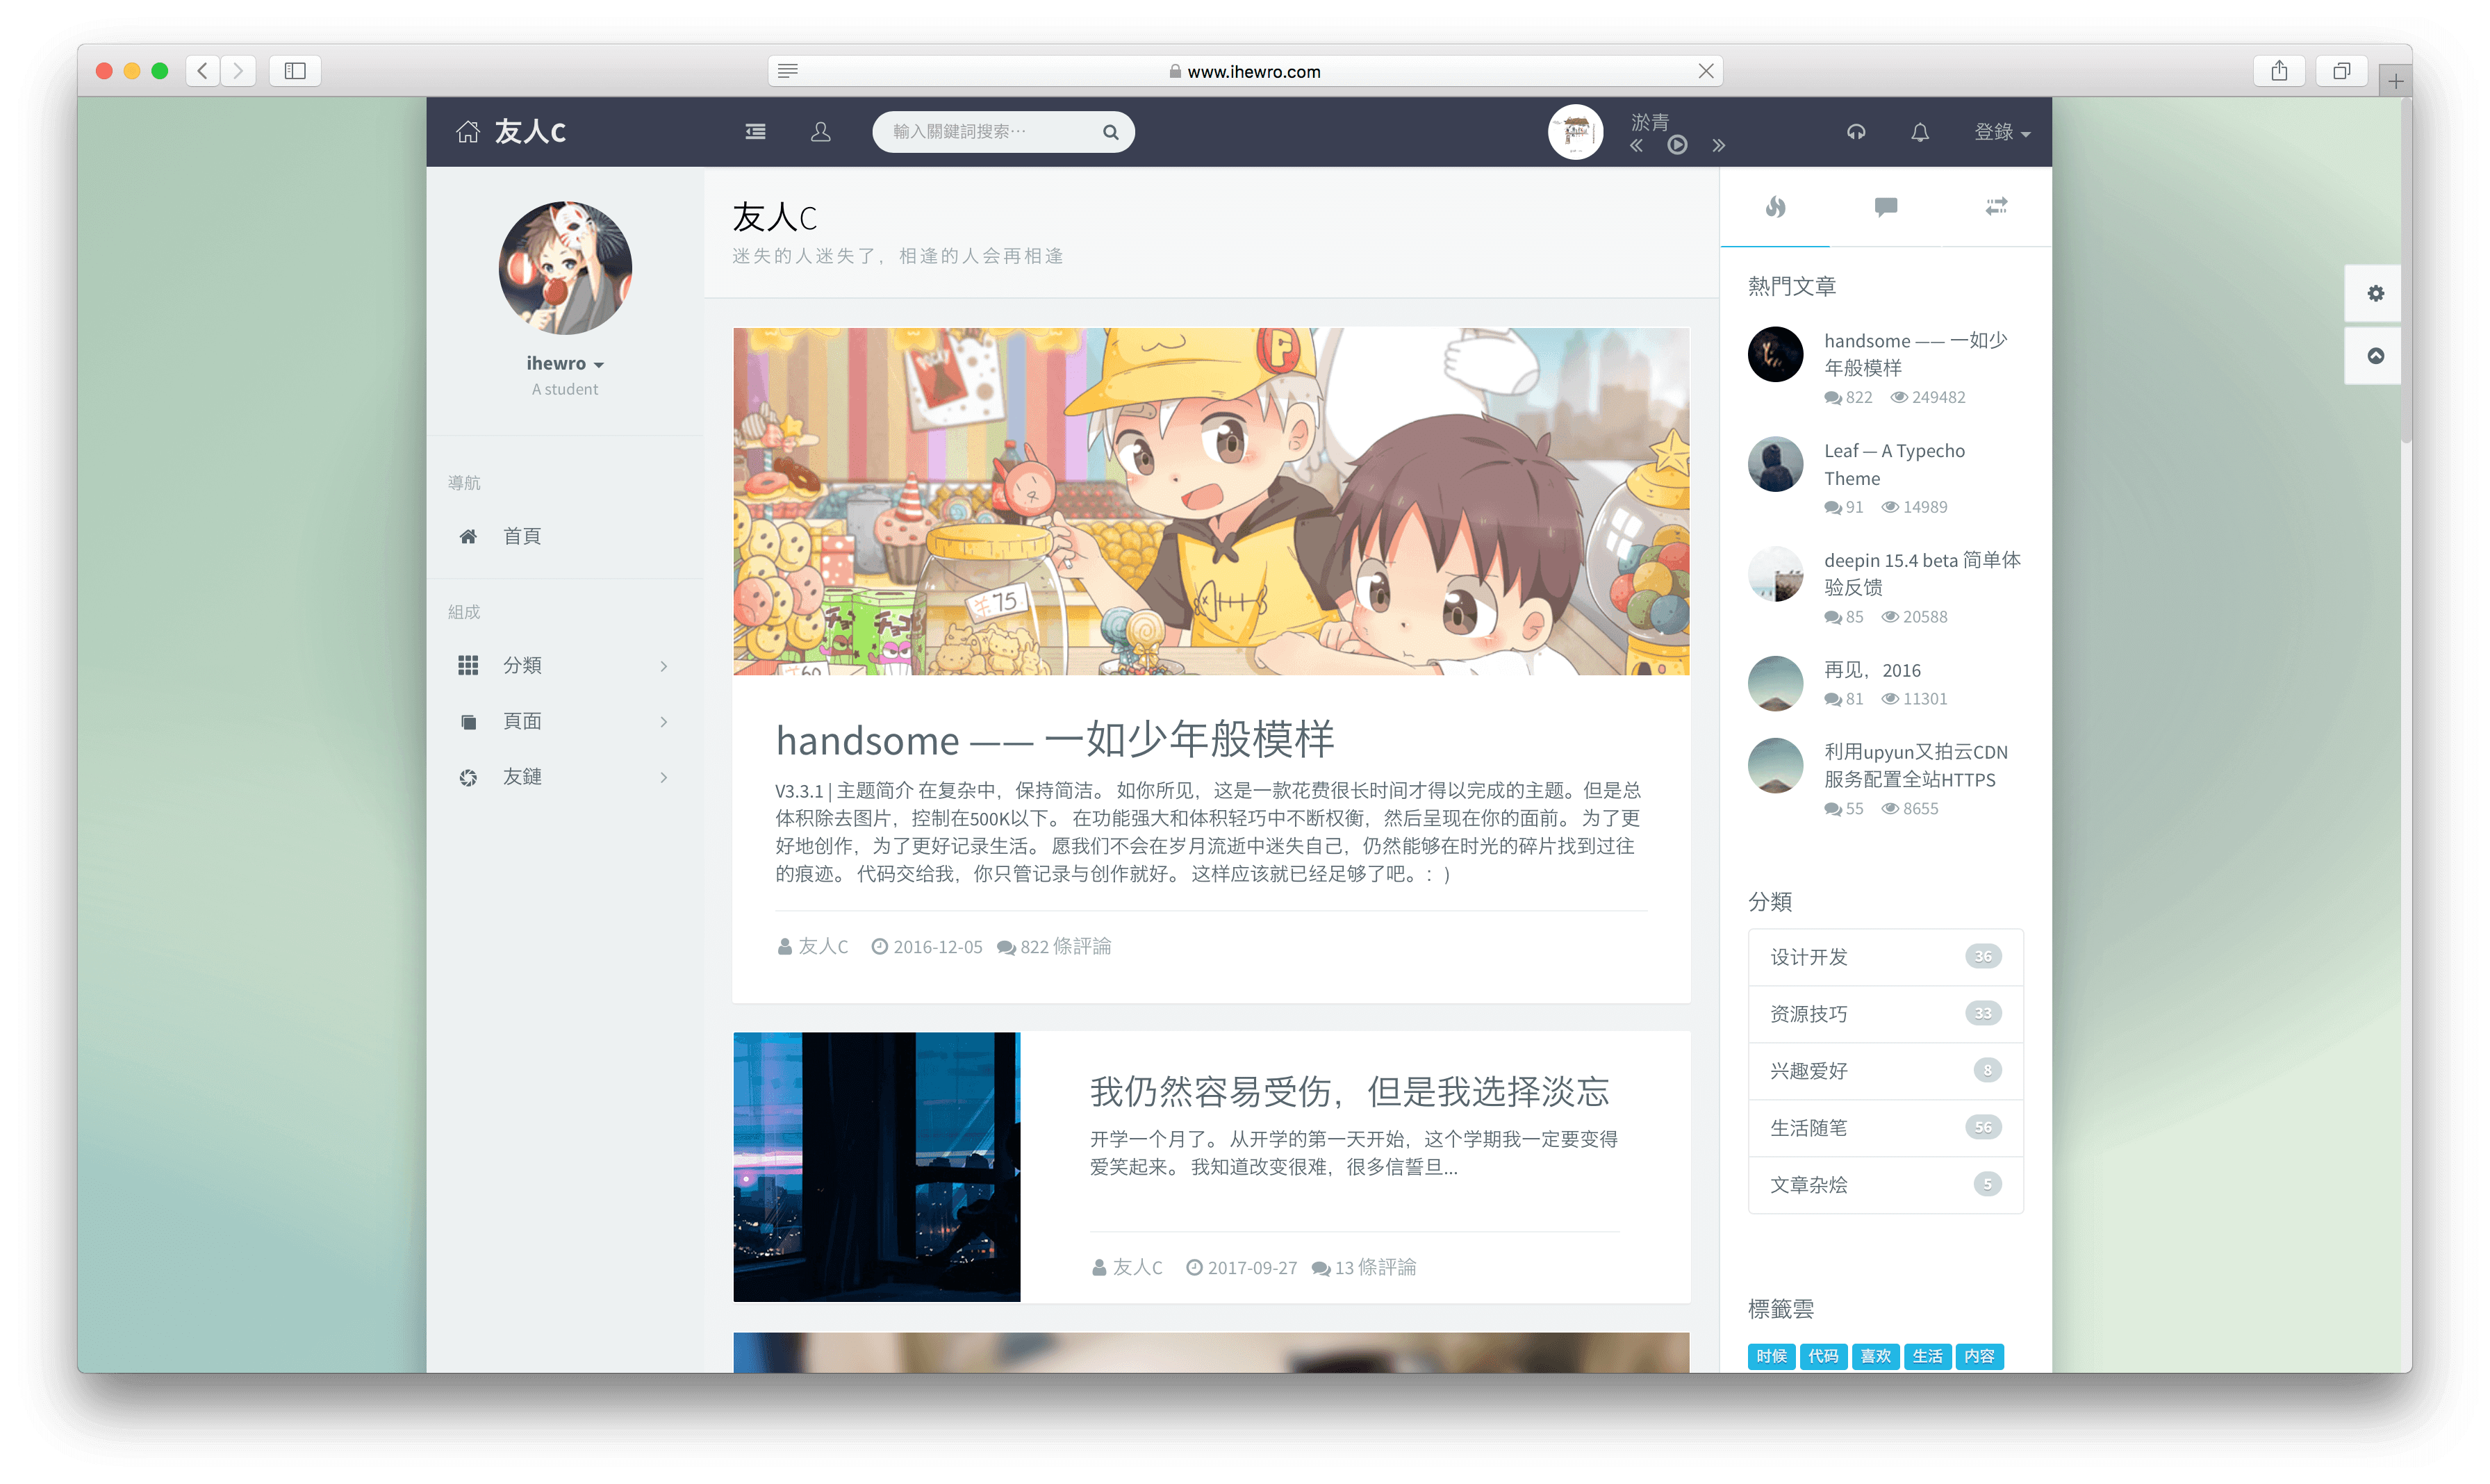 www.ihewro.com
友人C
輸入關鍵詞搜索…
淤青
登錄
ihewro
A student
導航
首頁
組成
分類
頁面
友鏈
友人C
迷失的人迷失了，相逢的人会再相逢
F
¥75
チョコ
チョコ
60
handsome —— 一如少年般模样
V3.3.1 | 主题简介 在复杂中，保持简洁。 如你所见，这是一款花费很长时间才得以完成的主题。但是总
体积除去图片，控制在500K以下。 在功能强大和体积轻巧中不断权衡，然后呈现在你的面前。 为了更
好地创作，为了更好记录生活。 愿我们不会在岁月流逝中迷失自己，仍然能够在时光的碎片找到过往
的痕迹。 代码交给我，你只管记录与创作就好。 这样应该就已经足够了吧。：)
友人C 2016-12-05 822 條評論
我仍然容易受伤，但是我选择淡忘
开学一个月了。 从开学的第一天开始，这个学期我一定要变得
爱笑起来。 我知道改变很难，很多信誓旦...
友人C 2017-09-27 13 條評論
熱門文章
handsome —— 一如少
年般模样
822 249482
Leaf — A Typecho
Theme
91 14989
deepin 15.4 beta 简单体
验反馈
85 20588
再见，2016
81 11301
利用upyun又拍云CDN
服务配置全站HTTPS
55 8655
分類
设计开发 36
资源技巧 33
兴趣爱好 8
生活随笔 56
文章杂烩 5
標籤雲
时候 代码 喜欢 生活 内容